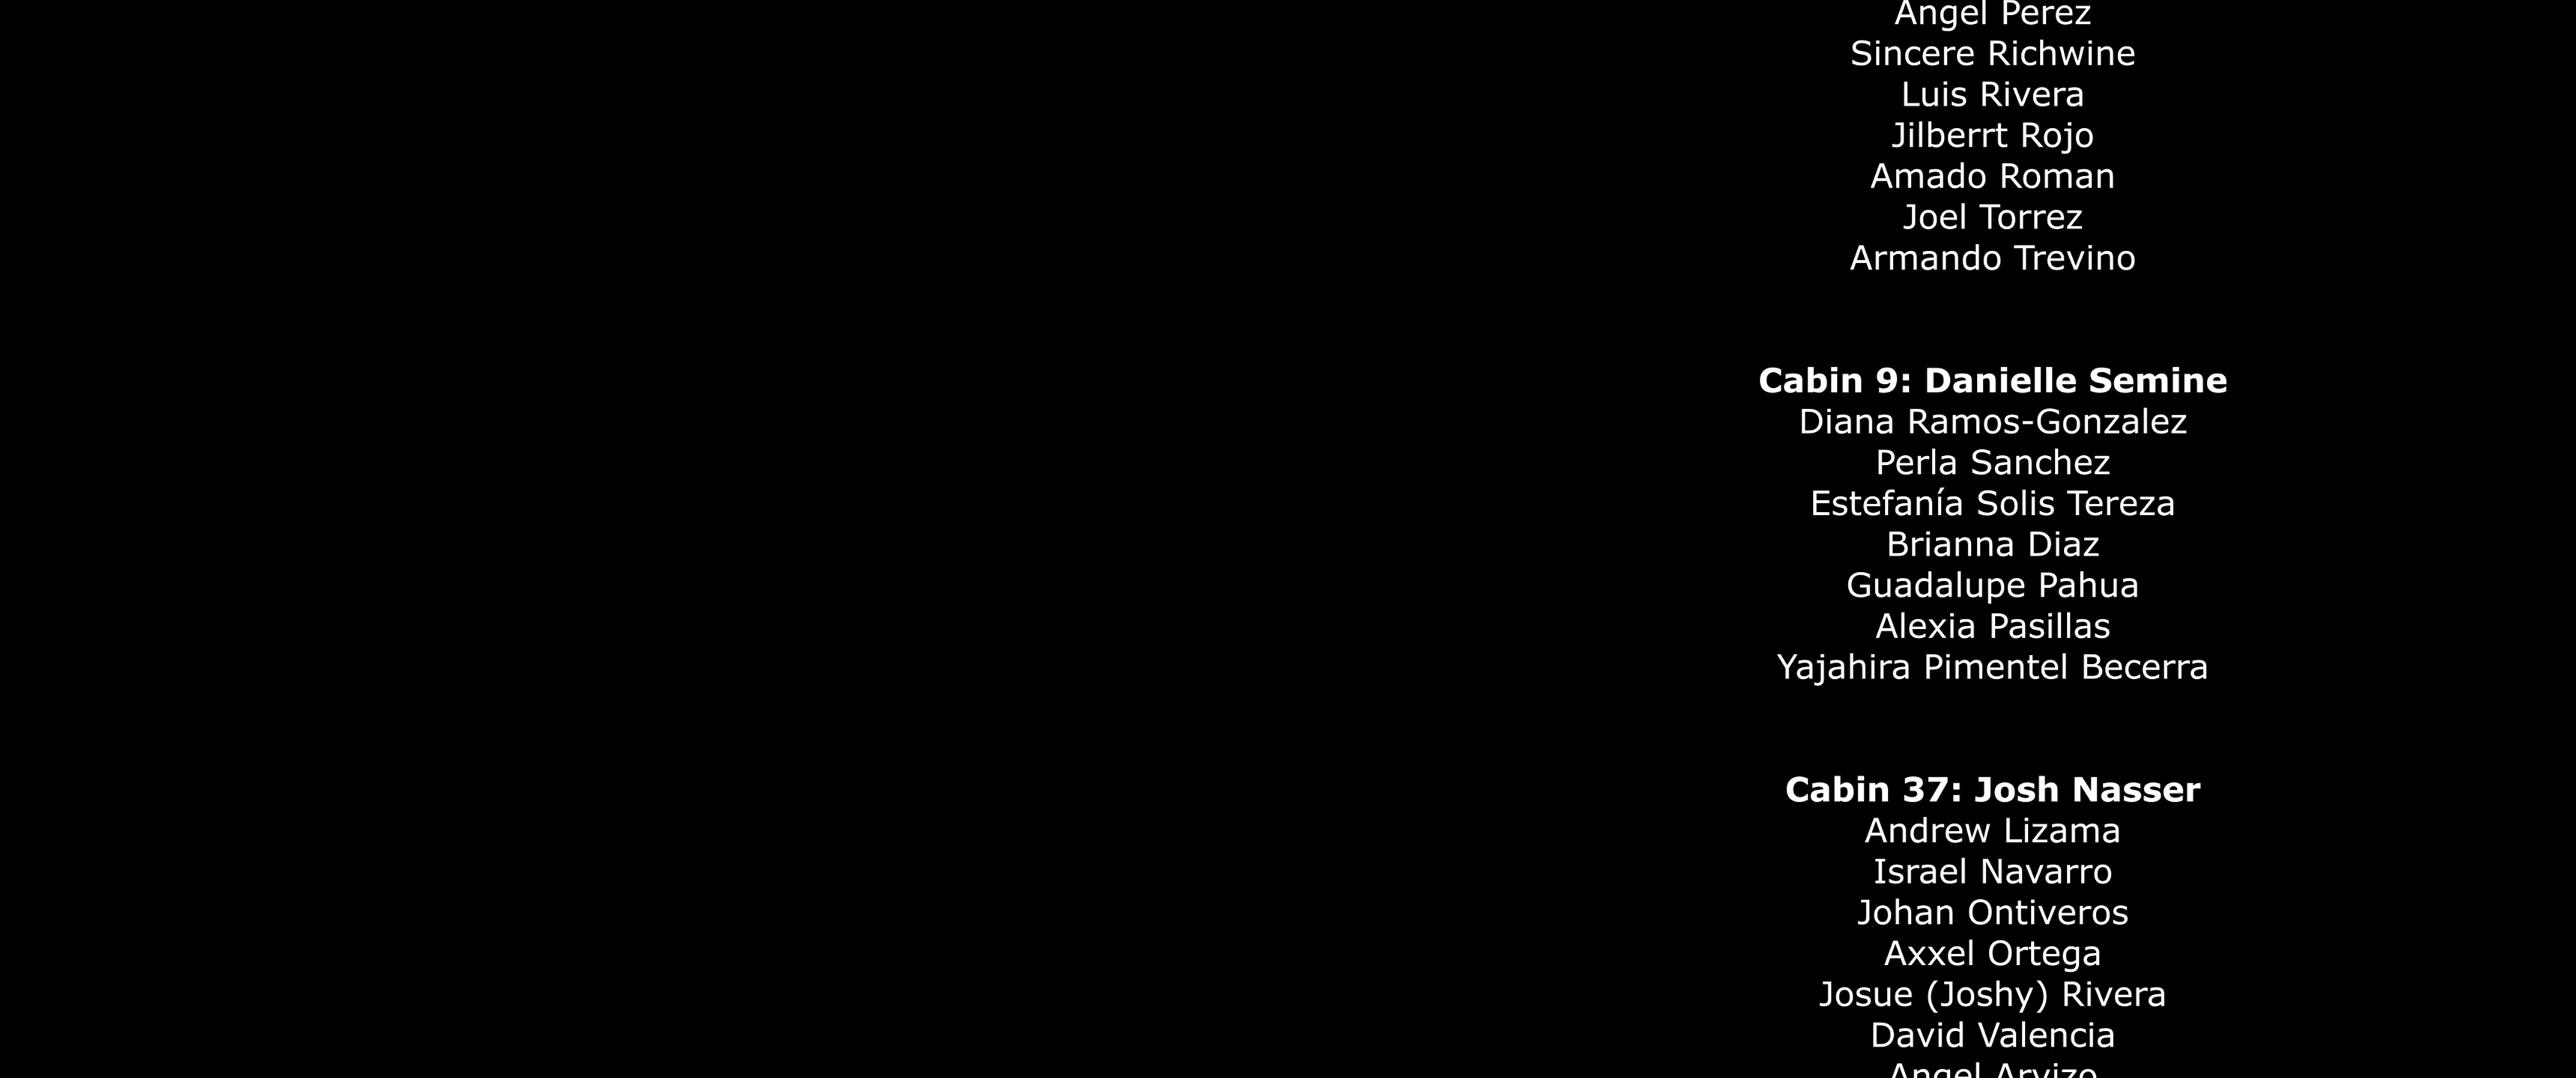 Angel Perez
Sincere Richwine
Luis Rivera
Jilberrt Rojo
Amado Roman
Joel Torrez
Armando Trevino
Cabin 9: Danielle Semine
Diana Ramos-Gonzalez
Perla Sanchez
Estefanía Solis Tereza
Brianna Diaz
Guadalupe Pahua
Alexia Pasillas
Yajahira Pimentel Becerra
Cabin 37: Josh Nasser
Andrew Lizama
Israel Navarro
Johan Ontiveros
Axxel Ortega
Josue (Joshy) Rivera
David Valencia
Angel Arvizo